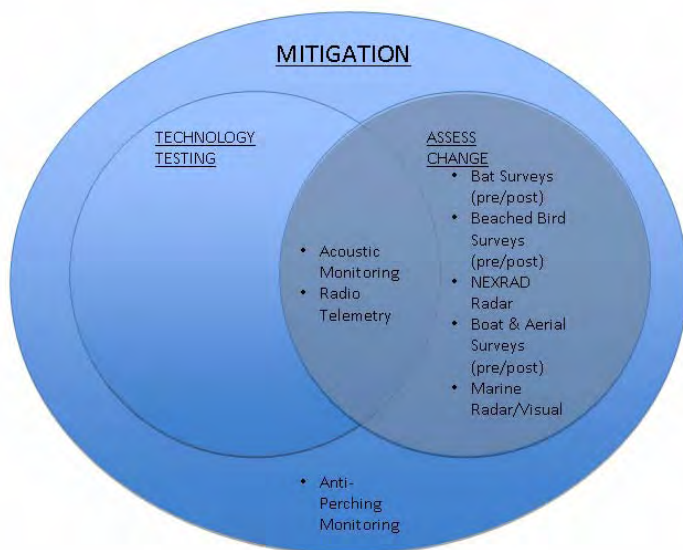 MITIGATION
TECHNOLOGY
TESTING
ASSESS
CHANGE
• Bat Surveys
(pre/post)
• Beached Bird
Surveys
(pre/post)
• NEXRAD
Radar
• Boat & Aerial
Surveys
(pre/post)
• Marine
Radar/Visual
• Acoustic
Monitoring
• Radio
Telemetry
• Anti-
Perching
Monitoring